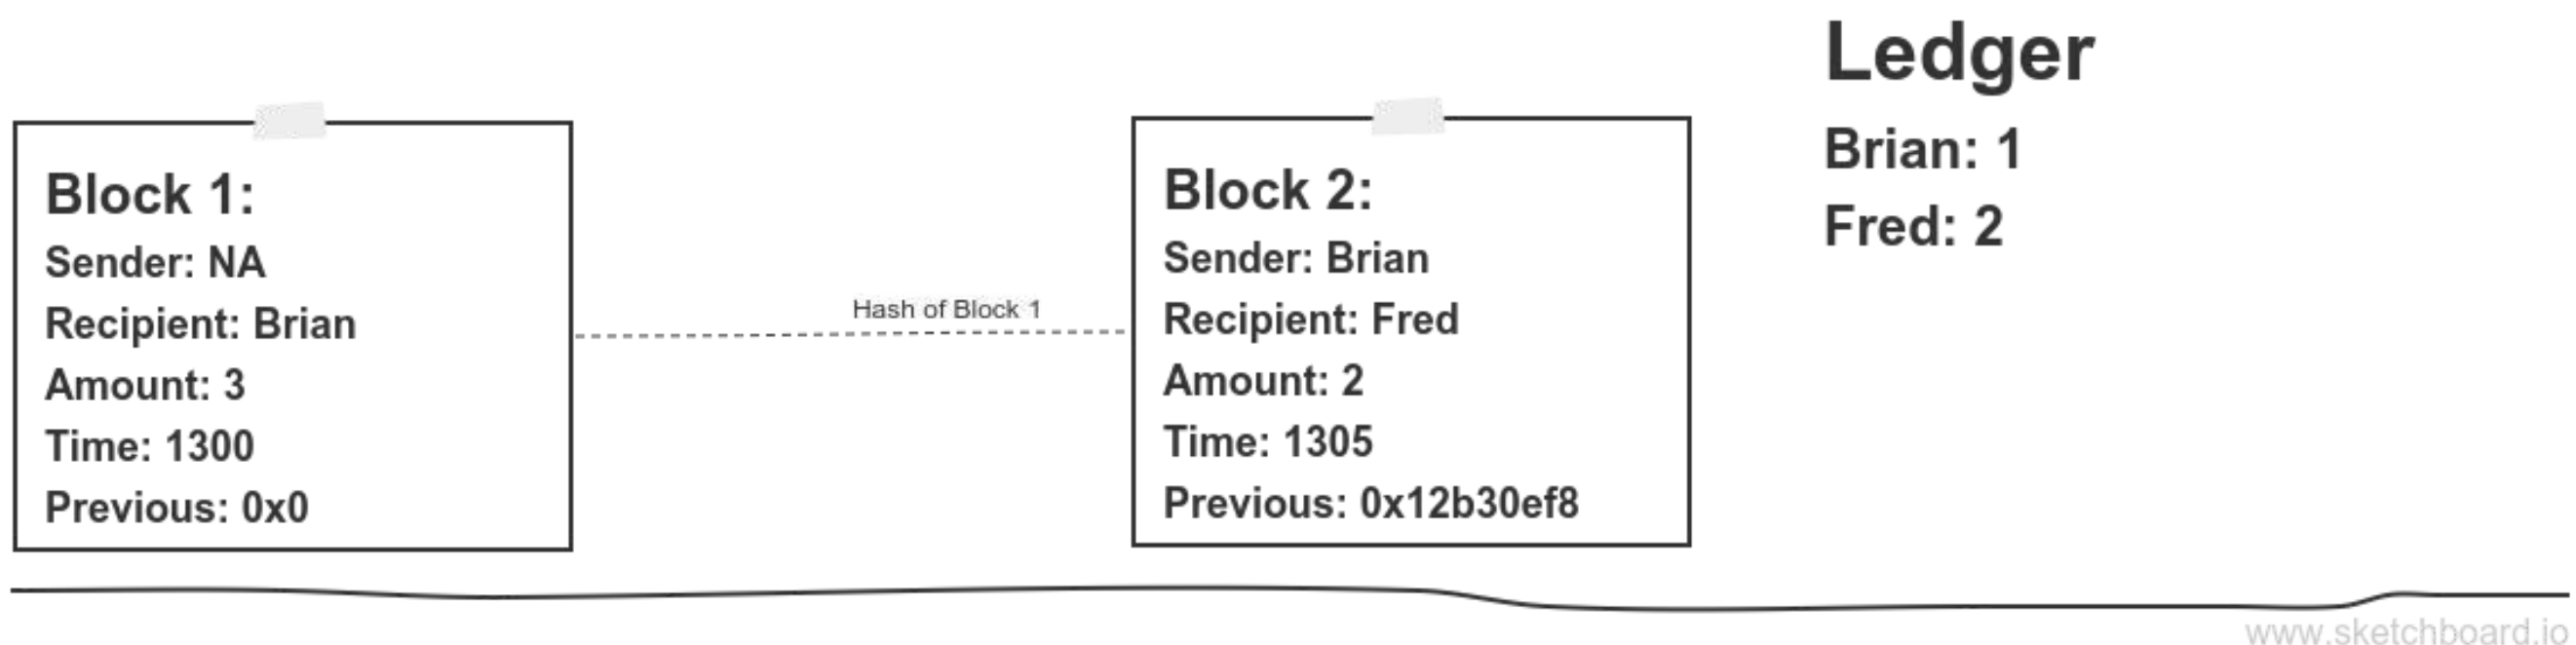 Ledger
Brian: 1
Fred: 2
Block 1:
Sender: NA
Recipient: Brian
Amount: 3
Time: 1300
Previous: 0x0
Hash of Block 1
Block 2:
Sender: Brian
Recipient: Fred
Amount: 2
Time: 1305
Previous: 0x12b30ef8
www.sketchboard.io